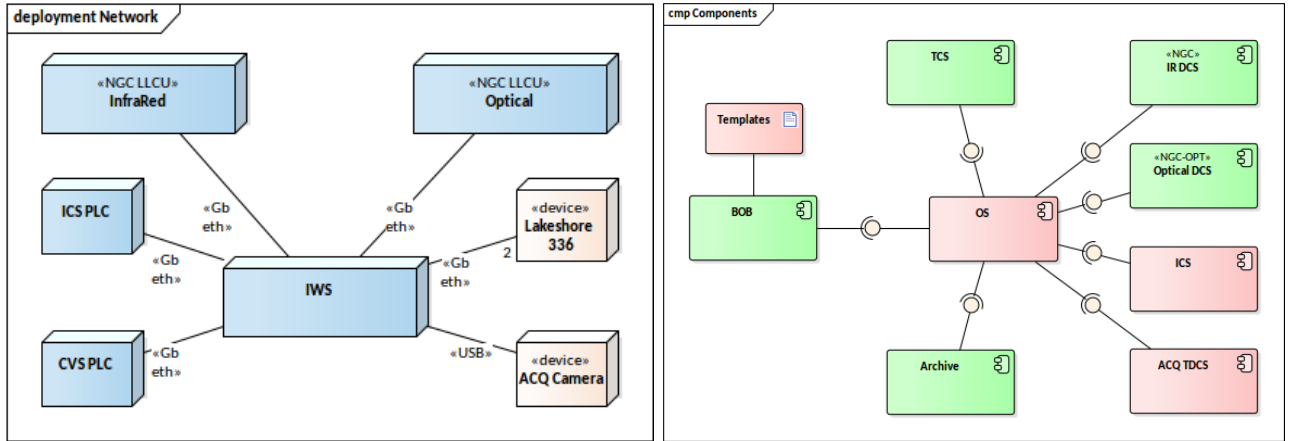 deployment Network
«NGC LLCU»
InfraRed
«NGC LLCU»
Optical
ICS PLC
«Gb
eth»
«Gb
eth»
«device»
Lakeshore
336
«Gb
eth»
2
«Gb
eth»
IWS
CVS PLC
«Gb
eth»
«USB»
«device»
ACQ Camera
cmp Components
TCS
«NGC»
IR DCS
Templates
«NGC-OPT»
Optical DCS
BOB
OS
ICS
Archive
ACQ TDCS